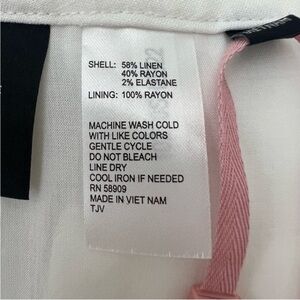 SHELL: 58% LINEN
40% RAYON
2% ELASTANE
LINING: 100% RAYON
MACHINE WASH COLD
WITH LIKE COLORS
GENTLE CYCLE
DO NOT BLEACH
LINE DRY
COOL IRON IF NEEDED
RN 58909
MADE IN VIET NAM
TJV